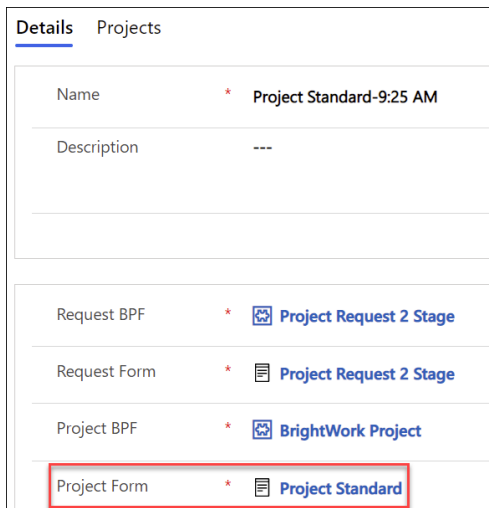 Details Projects
Name * Project Standard-9:25 AM
Description ---
Request BPF * Project Request 2 Stage
Request Form * Project Request 2 Stage
Project BPF * BrightWork Project
Project Form * Project Standard